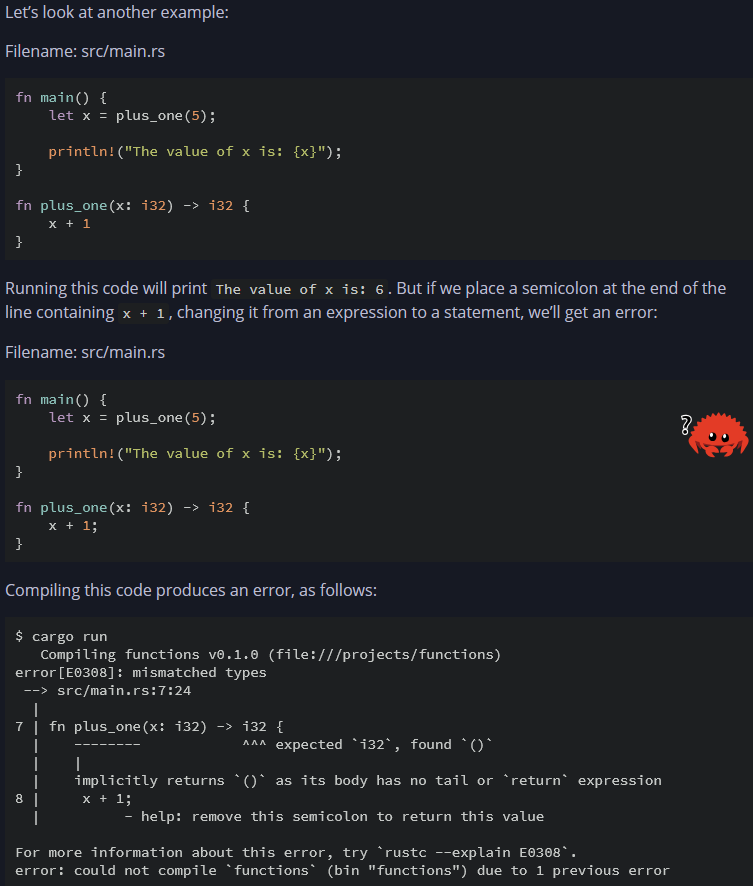 Let’s look at another example:
Filename: src/main.rs
fn main() {
    let x = plus_one(5);

    println!("The value of x is: {x}");
}

fn plus_one(x: i32) -> i32 {
    x + 1
}
Running this code will print The value of x is: 6. But if we place a semicolon at the end of the
line containing x + 1, changing it from an expression to a statement, we’ll get an error:
Filename: src/main.rs
fn main() {
    let x = plus_one(5);

    println!("The value of x is: {x}");
}
?

fn plus_one(x: i32) -> i32 {
    x + 1;
}
Compiling this code produces an error, as follows:
$ cargo run
   Compiling functions v0.1.0 (file:///projects/functions)
error[E0308]: mismatched types
 --> src/main.rs:7:24
  |
7 | fn plus_one(x: i32) -> i32 {
  |    --------            ^^^ expected `i32`, found `()`
  |    |
  |    implicitly returns `()` as its body has no tail or `return` expression
8 |     x + 1;
  |          - help: remove this semicolon to return this value

For more information about this error, try `rustc --explain E0308`.
error: could not compile `functions` (bin "functions") due to 1 previous error